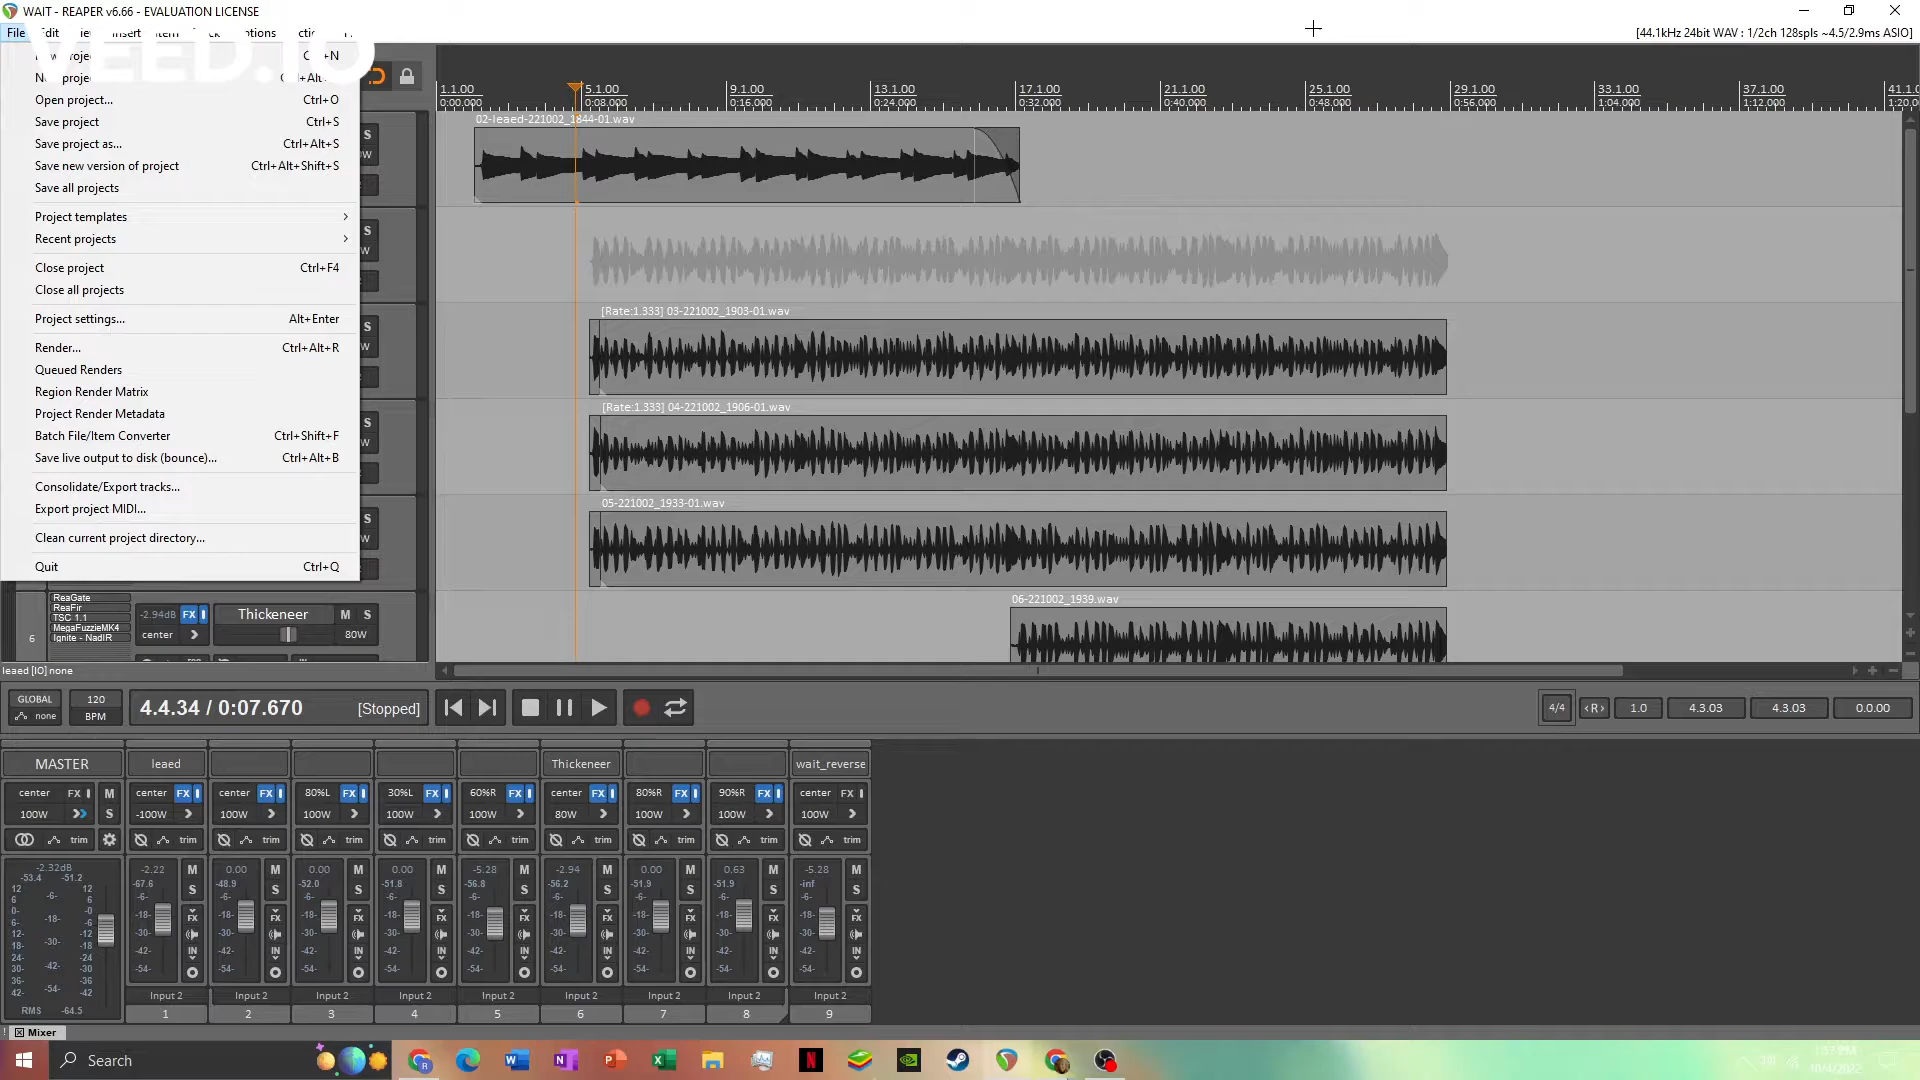 WAIT - REAPER v6.66 - EVALUATION LICENSE
File
[44.1kHz 24bit WAV : 1/2ch 128spls ~4.5/2.9ms ASIO]
VEED.IO
Open project... Ctrl+O
Save project Ctrl+S
Save project as... Ctrl+Alt+S
Save new version of project Ctrl+Alt+Shift+S
Save all projects
Project templates
Recent projects
Close project Ctrl+F4
Close all projects
Project settings... Alt+Enter
Render... Ctrl+Alt+R
Queued Renders
Region Render Matrix
Project Render Metadata
Batch File/Item Converter Ctrl+Shift+F
Save live output to disk (bounce)... Ctrl+Alt+B
Consolidate/Export tracks...
Export project MIDI...
Clean current project directory...
Quit Ctrl+Q
1.1.00 5.1.00 9.1.00 13.1.00 17.1.00 21.1.00 25.1.00 29.1.00 33.1.00 37.1.00
0:00.000 0:08.000 0:16.000 0:24.000 0:32.000 0:40.000 0:48.000 0:56.000 1:04.000 1:12.000
02-leaed-221002_1844-01.wav
[Rate:1.333] 03-221002_1903-01.wav
[Rate:1.333] 04-221002_1906-01.wav
05-221002_1933-01.wav
06-221002_1939.wav
ReaGate
ReaFir
TSC 1.1
MegaFuzzieMK4
Ignite - NadIR
6
-2.94dB FX Thickeneer M S
center 80W
leaed [IO] none
GLOBAL 120
none BPM
4.4.34 / 0:07.670 [Stopped]
4/4 <R> 1.0 4.3.03 4.3.03 0.0.00
MASTER leaed Thickeneer wait_reverse
center FX M center FX center FX 80%L FX 30%L FX 60%R FX center FX 80%R FX 90%R FX center FX
100W S -100W 100W 100W 100W 100W 80W 100W 100W 100W
trim trim trim trim trim trim trim trim trim trim
-2.32dB -2.22 M 0.00 M 0.00 M 0.00 M -5.28 M -2.94 M 0.00 M 0.63 M -5.28 M
-53.4 -51.2 -67.6 S -48.9 S -52.0 S -51.8 S -56.8 S -56.2 S -51.9 S -51.9 S -inf S
RMS -64.5
Input 2 Input 2 Input 2 Input 2 Input 2 Input 2 Input 2 Input 2 Input 2
1 2 3 4 5 6 7 8 9
Mixer
Search
10/4/2022